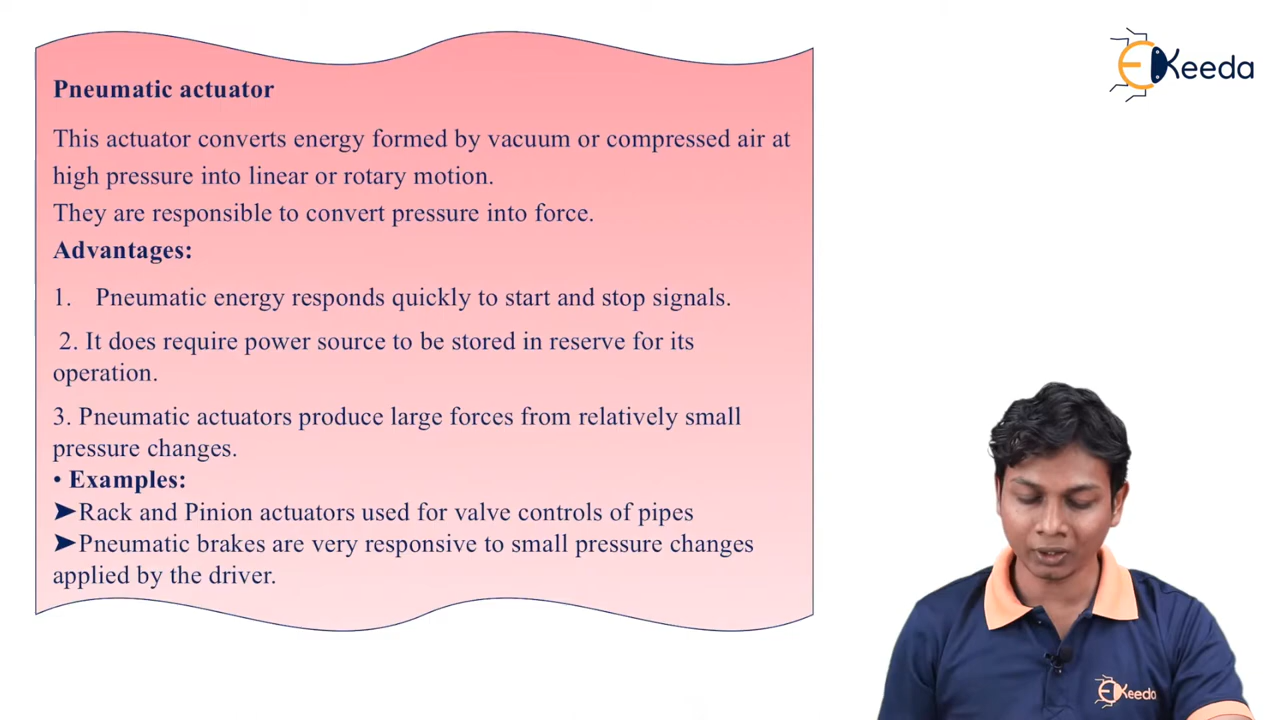 Keeda
Pneumatic actuator
This actuator converts energy formed by vacuum or compressed air at
high pressure into linear or rotary motion.
They are responsible to convert pressure into force.
Advantages:
1. Pneumatic energy responds quickly to start and stop signals.
2. It does require power source to be stored in reserve for its
operation.
3. Pneumatic actuators produce large forces from relatively small
pressure changes.
• Examples:
➤Rack and Pinion actuators used for valve controls of pipes
➤Pneumatic brakes are very responsive to small pressure changes
applied by the driver.
Keeda